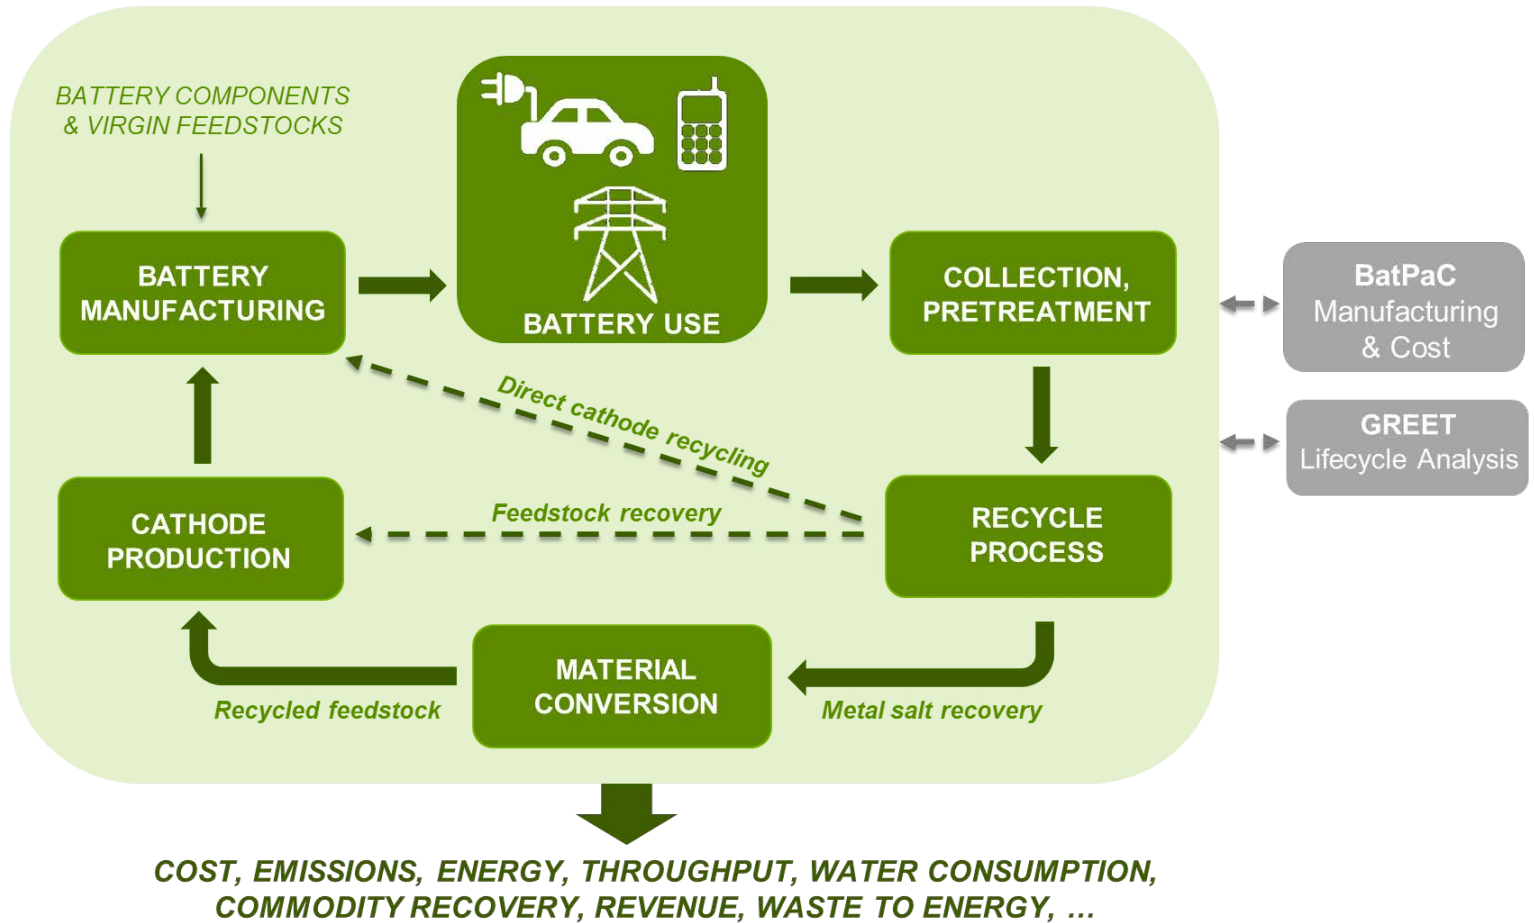 BATTERY COMPONENTS
& VIRGIN FEEDSTOCKS
BATTERY
MANUFACTURING
BATTERY USE
COLLECTION,
PRETREATMENT
BatPaC
Manufacturing
& Cost
GREET
Lifecycle Analysis
Direct cathode recycling
Feedstock recovery
CATHODE
PRODUCTION
RECYCLE
PROCESS
MATERIAL
CONVERSION
Recycled feedstock
Metal salt recovery
COST, EMISSIONS, ENERGY, THROUGHPUT, WATER CONSUMPTION,
COMMODITY RECOVERY, REVENUE, WASTE TO ENERGY, ...